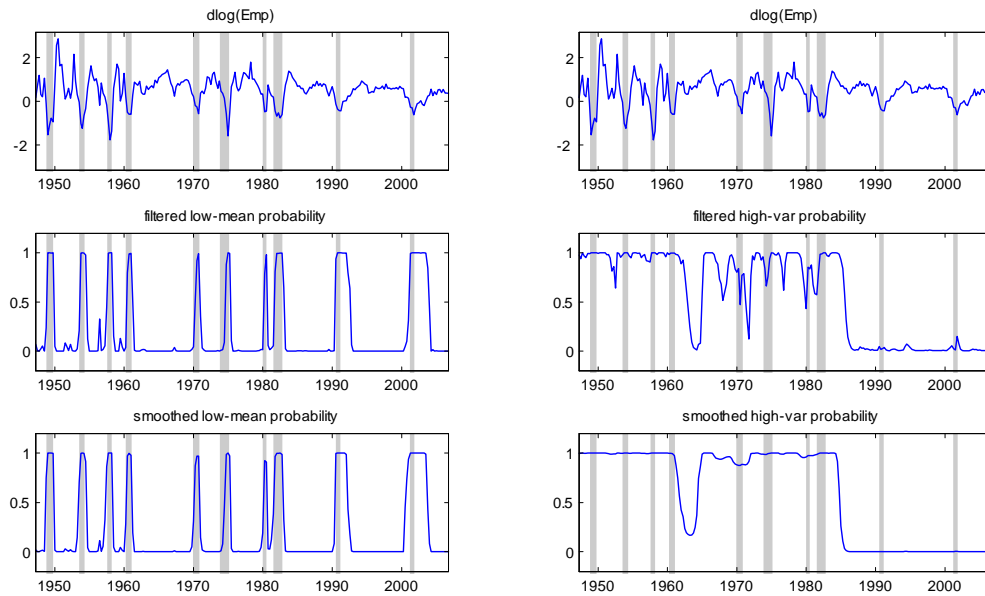 dlog(Emp)
2
0
-2
1950 1960 1970 1980 1990 2000
filtered low-mean probability
1
0.5
0
1950 1960 1970 1980 1990 2000
smoothed low-mean probability
1
0.5
0
1950 1960 1970 1980 1990 2000
dlog(Emp)
2
0
-2
1950 1960 1970 1980 1990 2000
filtered high-var probability
1
0.5
0
1950 1960 1970 1980 1990 2000
smoothed high-var probability
1
0.5
0
1950 1960 1970 1980 1990 2000